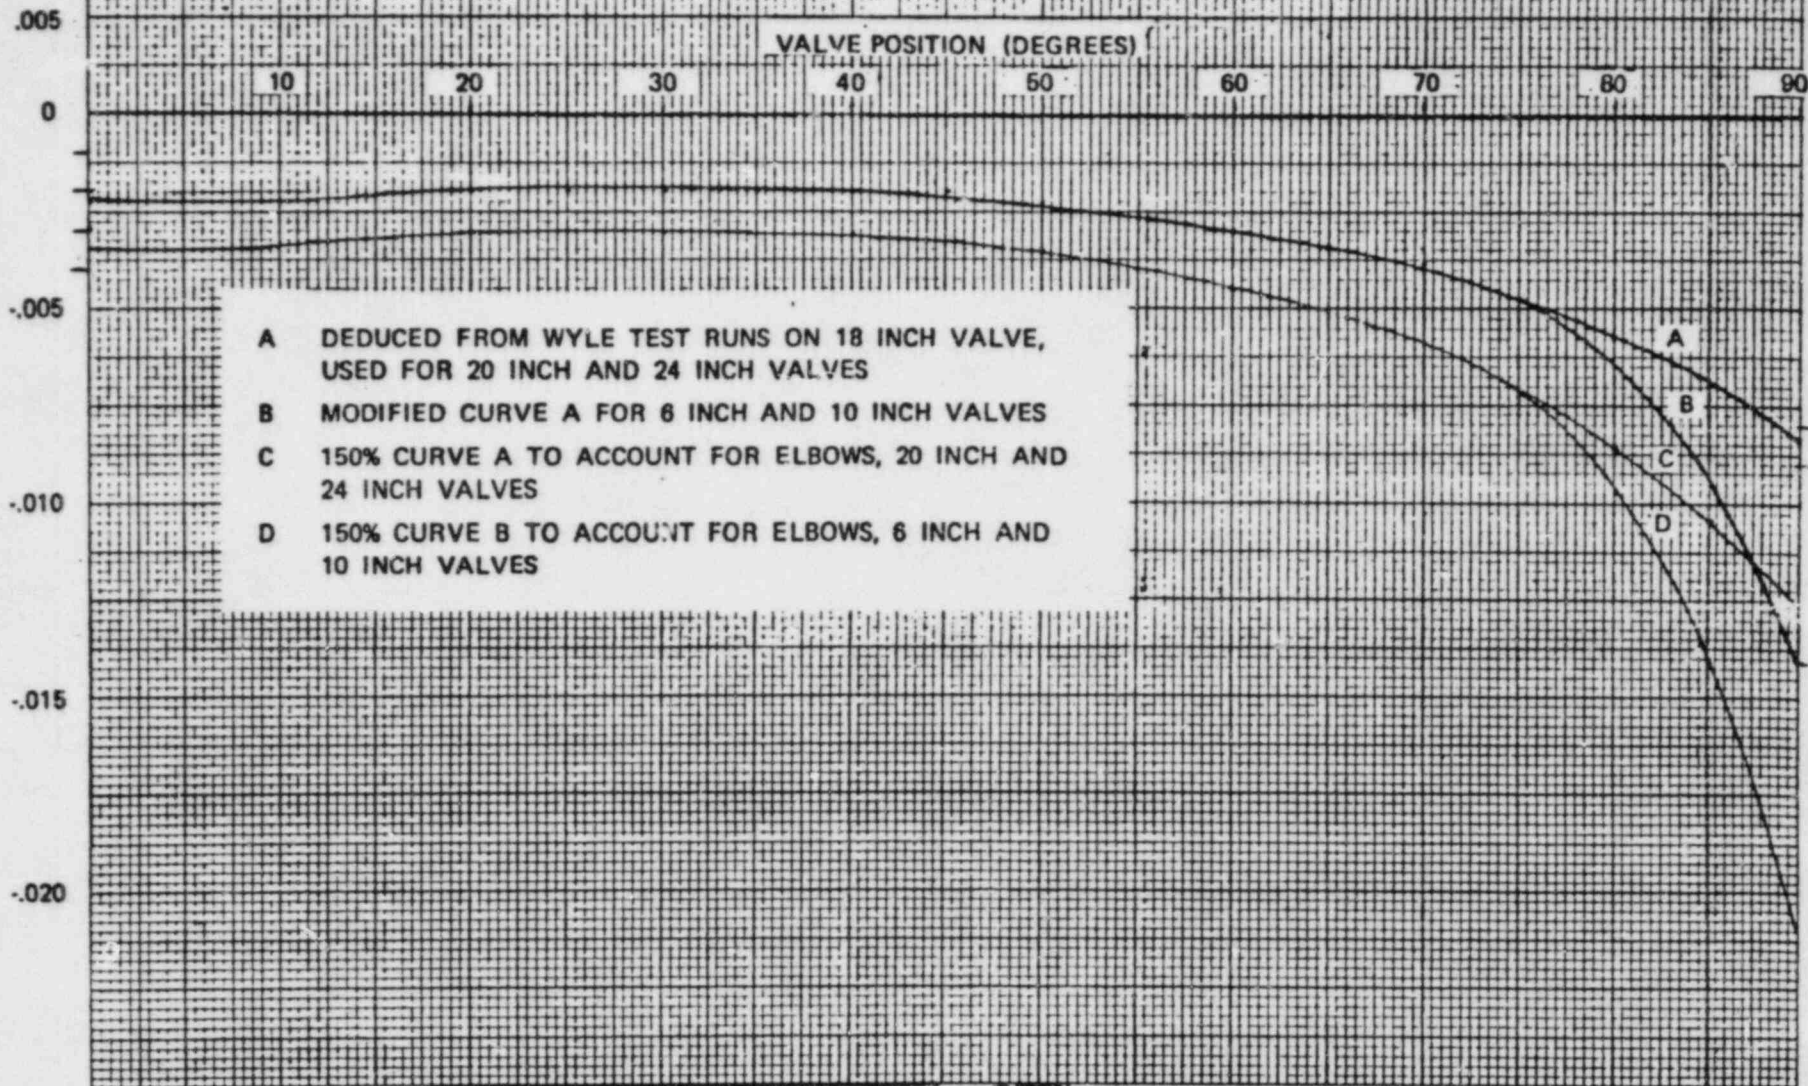 .005
VALVE POSITION (DEGREES)
10 20 30 40 50 60 70 80 90
0
-.005
A DEDUCED FROM WYLE TEST RUNS ON 18 INCH VALVE,
USED FOR 20 INCH AND 24 INCH VALVES
B MODIFIED CURVE A FOR 6 INCH AND 10 INCH VALVES
C 150% CURVE A TO ACCOUNT FOR ELBOWS, 20 INCH AND
24 INCH VALVES
D 150% CURVE B TO ACCOUNT FOR ELBOWS, 6 INCH AND
10 INCH VALVES
A
B
C
D
-.010
-.015
-.020